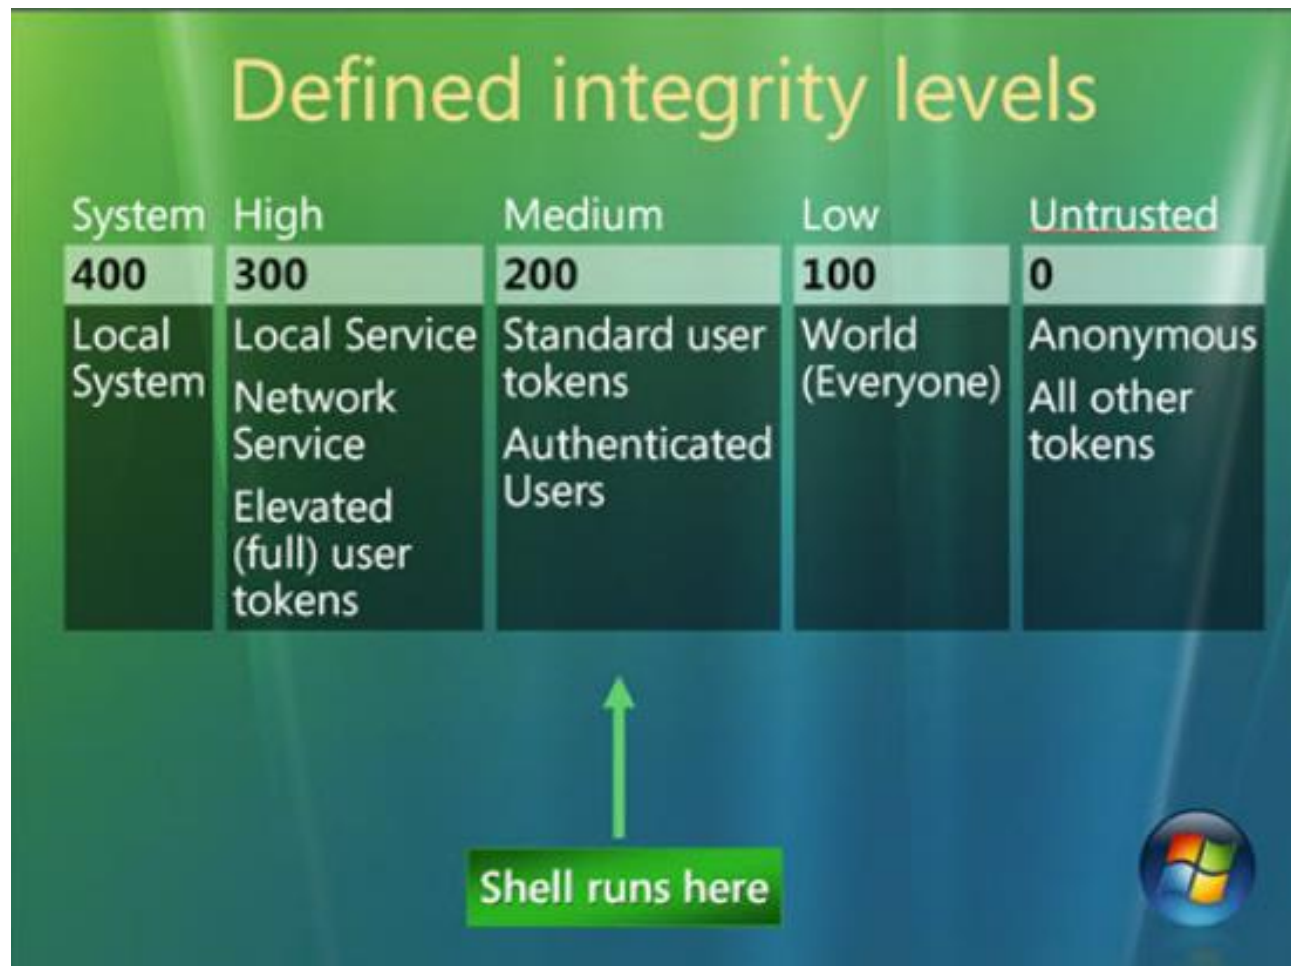 Defined integrity levels
System High Medium Low Untrusted
400 300 200 100 0
Local
System
Local Service
Network
Service
Elevated
(full) user
tokens
Standard user
tokens
Authenticated
Users
World
(Everyone)
Anonymous
All other
tokens
Shell runs here